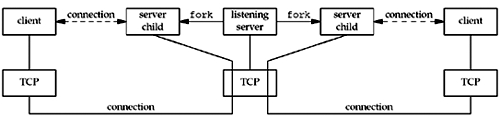 client
connection
server
child
fork
listening
server
fork
server
child
connection
client
TCP
TCP
TCP
connection
connection